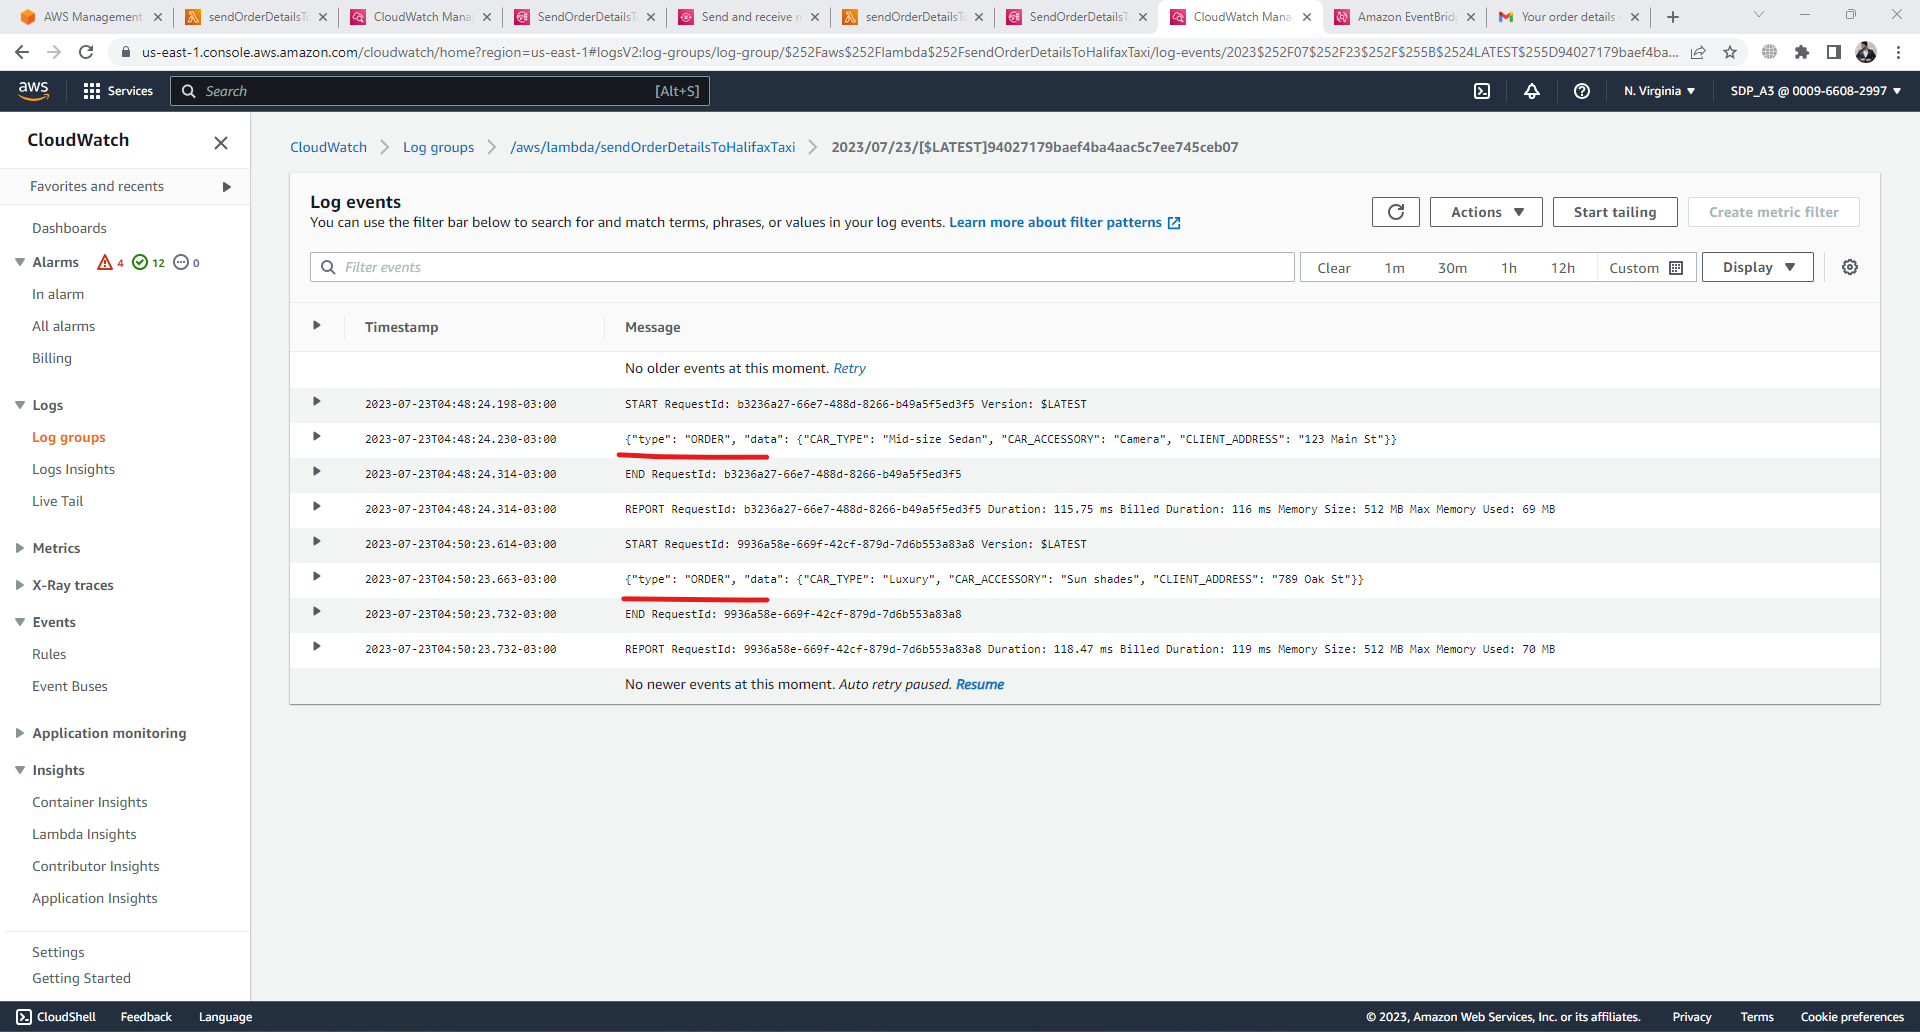 AWS Management
sendOrderDetailsTo
CloudWatch Mana
SendOrderDetailsT
Send and receive m
sendOrderDetailsTo
SendOrderDetailsT
CloudWatch Mana
Amazon EventBridg
Your order details -
us-east-1.console.aws.amazon.com/cloudwatch/home?region=us-east-1#logsV2:log-groups/log-group/$252Faws$252Flambda$252FsendOrderDetailsToHalifaxTaxi/log-events/2023$252F07$252F23$252F$255B$2524LATEST$255D94027179baef4ba...
aws
Services
Search
[Alt+S]
N. Virginia
SDP_A3 @ 0009-6608-2997
CloudWatch
Favorites and recents
Dashboards
Alarms 4 12 0
In alarm
All alarms
Billing
Logs
Log groups
Logs Insights
Live Tail
Metrics
X-Ray traces
Events
Rules
Event Buses
Application monitoring
Insights
Container Insights
Lambda Insights
Contributor Insights
Application Insights
Settings
Getting Started
CloudWatch
Log groups
/aws/lambda/sendOrderDetailsToHalifaxTaxi
2023/07/23/[$LATEST]94027179baef4ba4aac5c7ee745ceb07
Log events
You can use the filter bar below to search for and match terms, phrases, or values in your log events. Learn more about filter patterns
Actions
Start tailing
Create metric filter
Filter events
Clear 1m 30m 1h 12h Custom
Display
Timestamp Message
No older events at this moment. Retry
2023-07-23T04:48:24.198-03:00 START RequestId: b3236a27-66e7-488d-8266-b49a5f5ed3f5 Version: $LATEST
2023-07-23T04:48:24.230-03:00 {"type": "ORDER", "data": {"CAR_TYPE": "Mid-size Sedan", "CAR_ACCESSORY": "Camera", "CLIENT_ADDRESS": "123 Main St"}}
2023-07-23T04:48:24.314-03:00 END RequestId: b3236a27-66e7-488d-8266-b49a5f5ed3f5
2023-07-23T04:48:24.314-03:00 REPORT RequestId: b3236a27-66e7-488d-8266-b49a5f5ed3f5 Duration: 115.75 ms Billed Duration: 116 ms Memory Size: 512 MB Max Memory Used: 69 MB
2023-07-23T04:50:23.614-03:00 START RequestId: 9936a58e-669f-42cf-879d-7d6b553a83a8 Version: $LATEST
2023-07-23T04:50:23.663-03:00 {"type": "ORDER", "data": {"CAR_TYPE": "Luxury", "CAR_ACCESSORY": "Sun shades", "CLIENT_ADDRESS": "789 Oak St"}}
2023-07-23T04:50:23.732-03:00 END RequestId: 9936a58e-669f-42cf-879d-7d6b553a83a8
2023-07-23T04:50:23.732-03:00 REPORT RequestId: 9936a58e-669f-42cf-879d-7d6b553a83a8 Duration: 118.47 ms Billed Duration: 119 ms Memory Size: 512 MB Max Memory Used: 70 MB
No newer events at this moment. Auto retry paused. Resume
CloudShell
Feedback
Language
© 2023, Amazon Web Services, Inc. or its affiliates.
Privacy
Terms
Cookie preferences